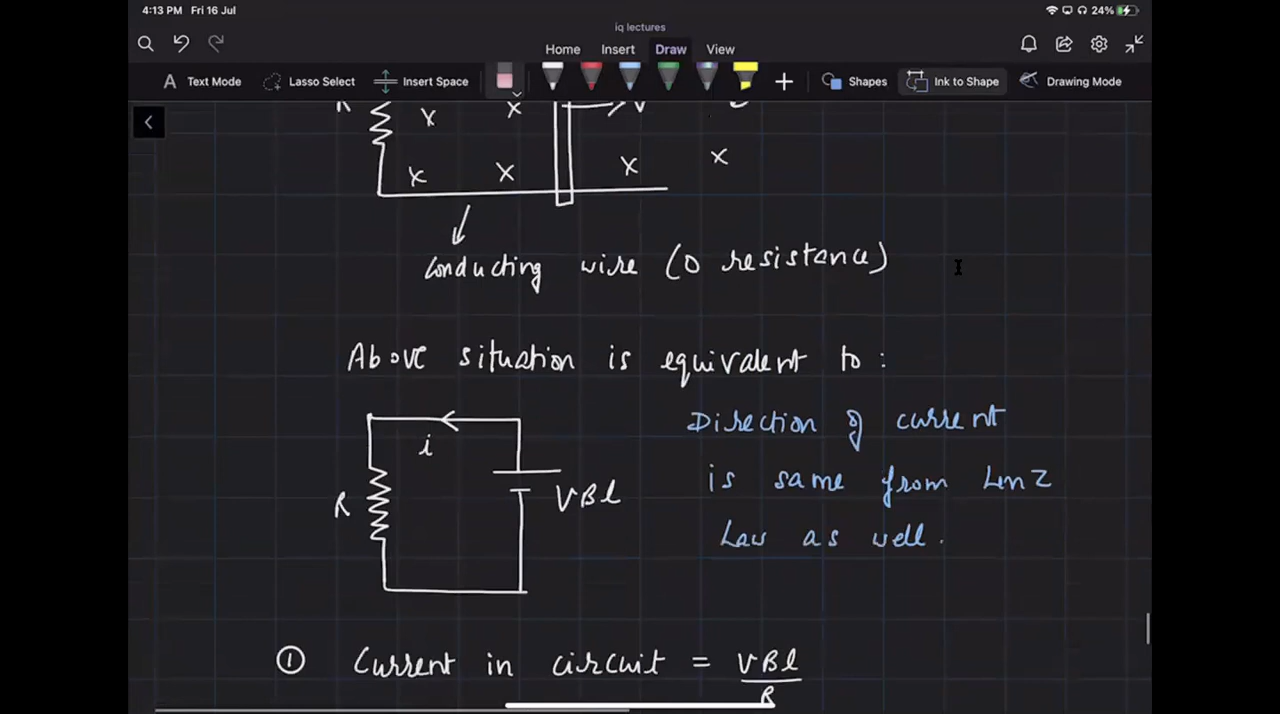 4:13 PM Fri 16 Jul
24%
iq lectures
Home Insert Draw View
Text Mode Lasso Select Insert Space Shapes Ink to Shape Drawing Mode
R x x V
x x x x
Conducting wire (0 resistance)
Above situation is equivalent to :
i
R
VBl
Direction of current
is same from Lenz
Law as well.
① Current in circuit = VBl
R